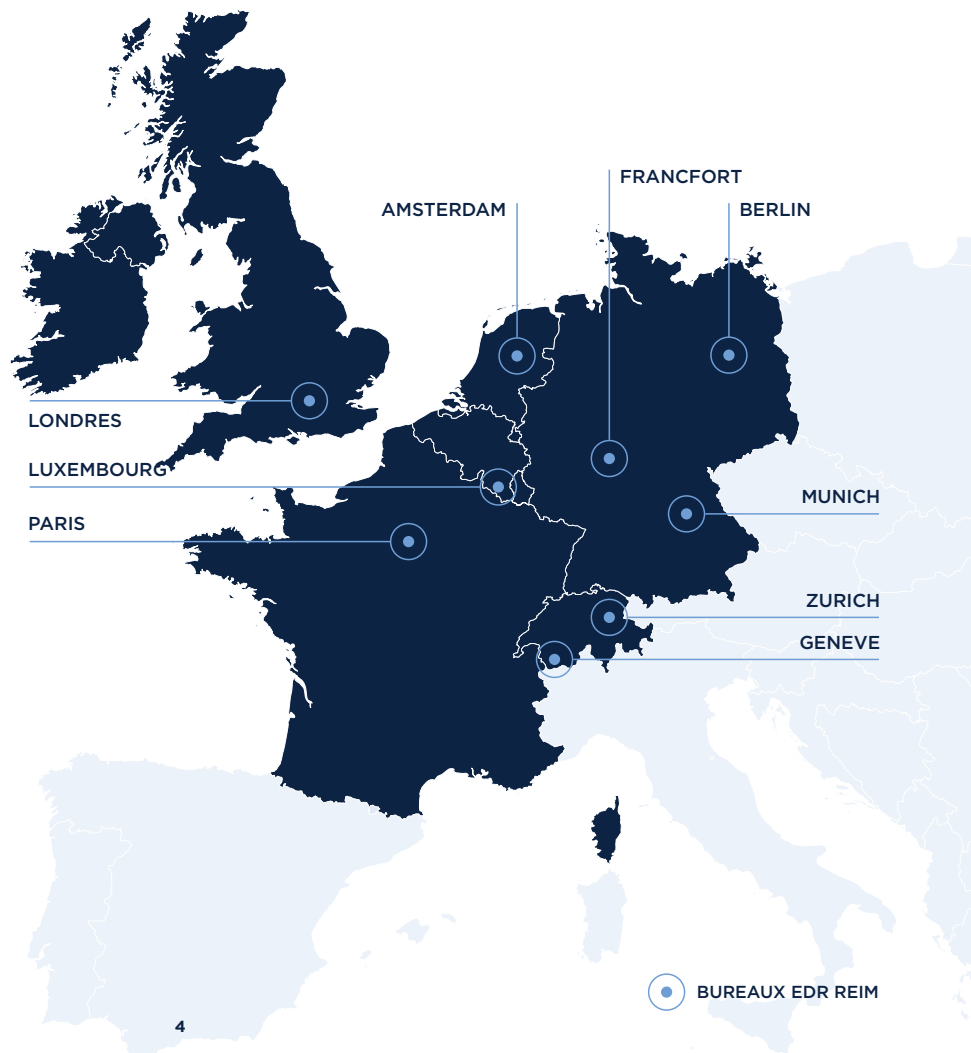 FRANCFORT
AMSTERDAM
BERLIN
LONDRES
LUXEMBOURG
MUNICH
PARIS
ZURICH
GENEVE
BUREAUX EDR REIM
4